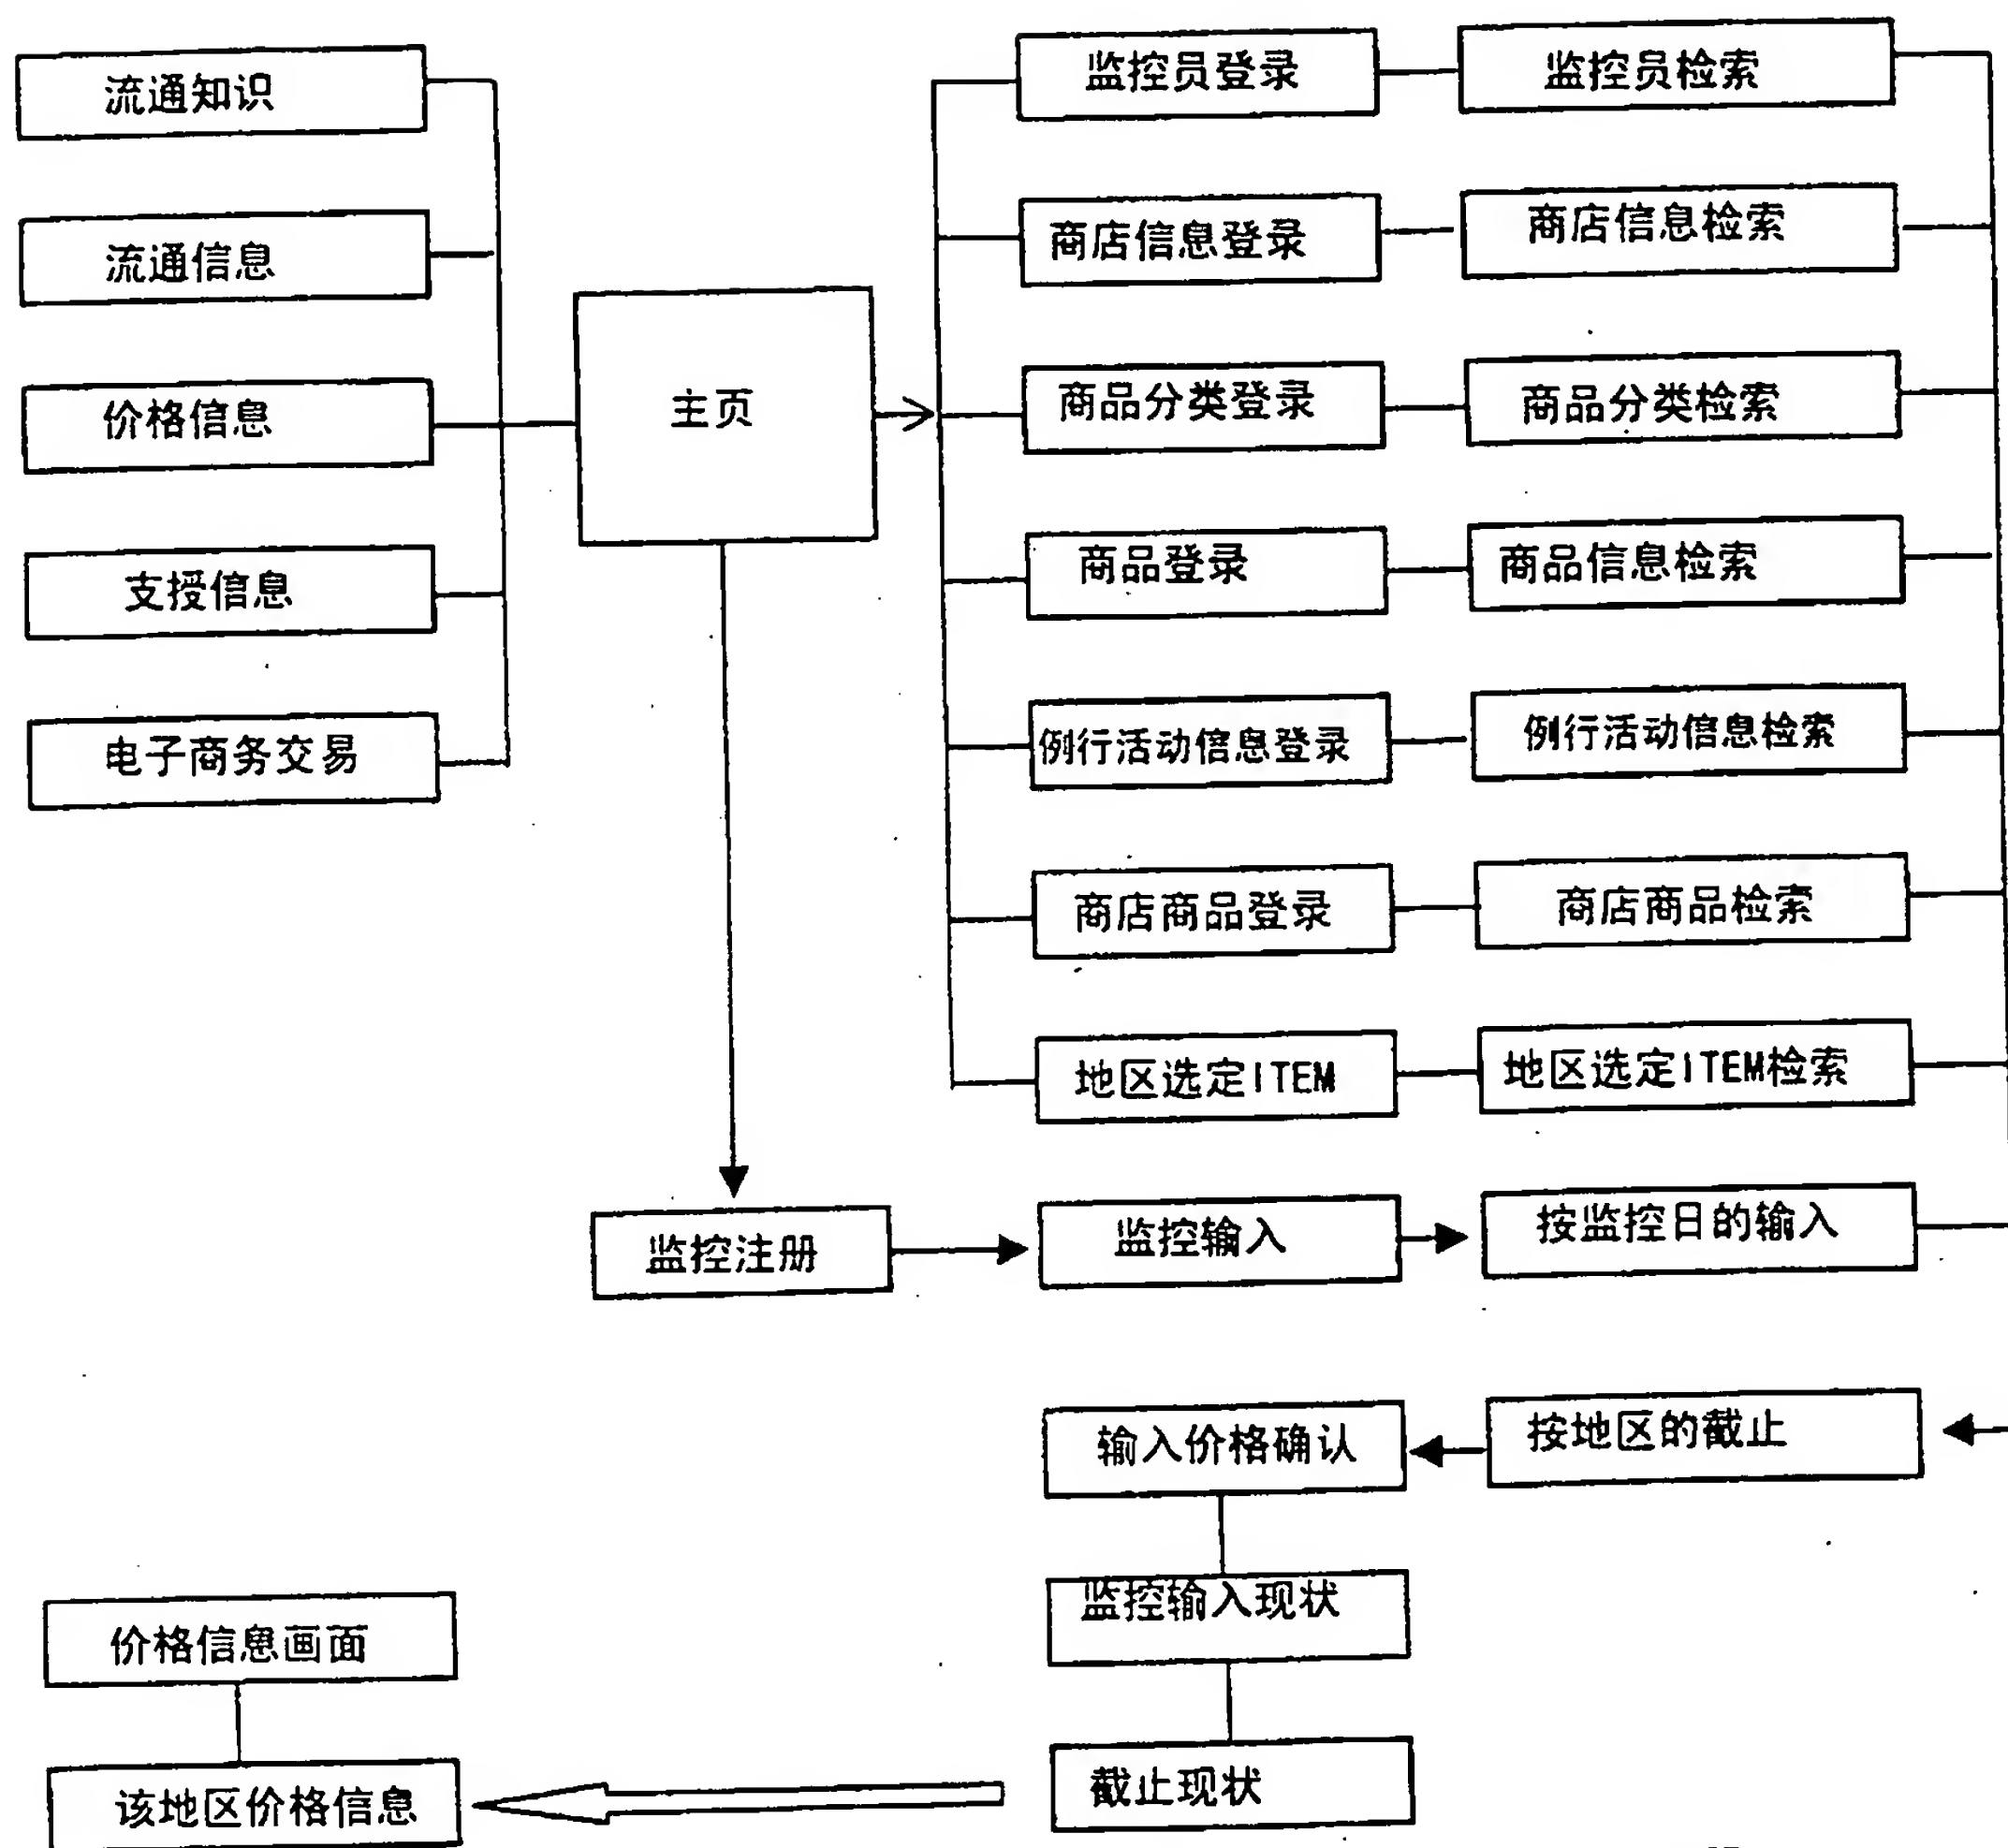 流通知识
流通信息
价格信息
支授信息
电子商务交易
主页
监控员登录
监控员检索
商店信息登录
商店信息检索
商品分类登录
商品分类检索
商品登录
商品信息检索
例行活动信息登录
例行活动信息检索
商店商品登录
商店商品检索
地区选定ITEM
地区选定ITEM检索
监控注册
监控输入
按监控日的输入
输入价格确认
按地区的截止
监控输入现状
截止现状
价格信息画面
该地区价格信息